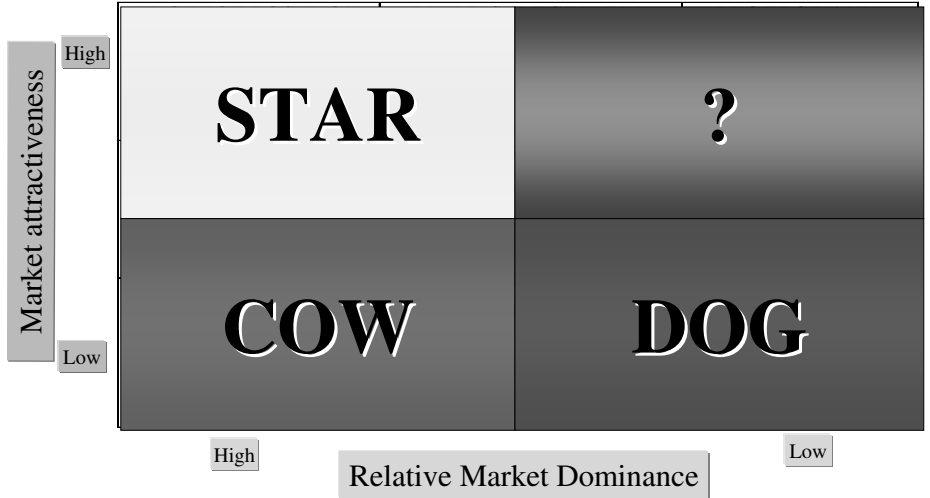 High
STAR
?
Market attractiveness
COW
DOG
Low
High
Low
Relative Market Dominance